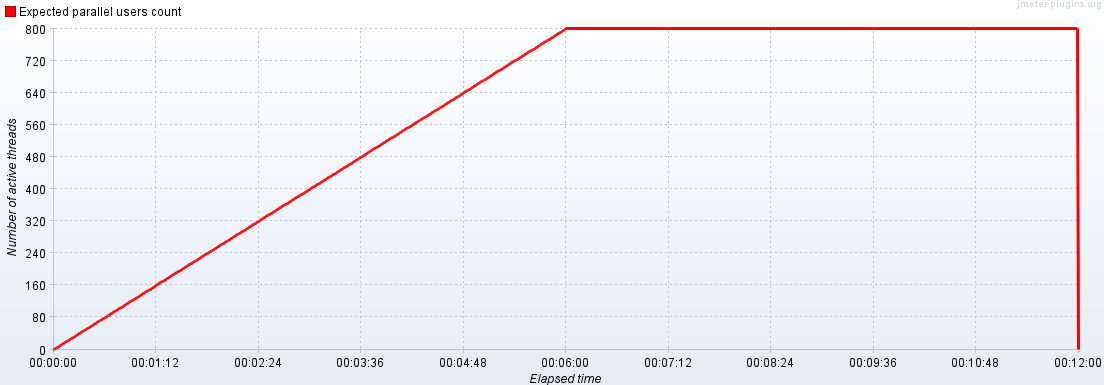 jmeter-plugins.org
Expected parallel users count
800
720
640
560
480
400
320
240
160
80
0
Number of active threads
00:00:00 00:01:12 00:02:24 00:03:36 00:04:48 00:06:00 00:07:12 00:08:24 00:09:36 00:10:48 00:12:00
Elapsed time